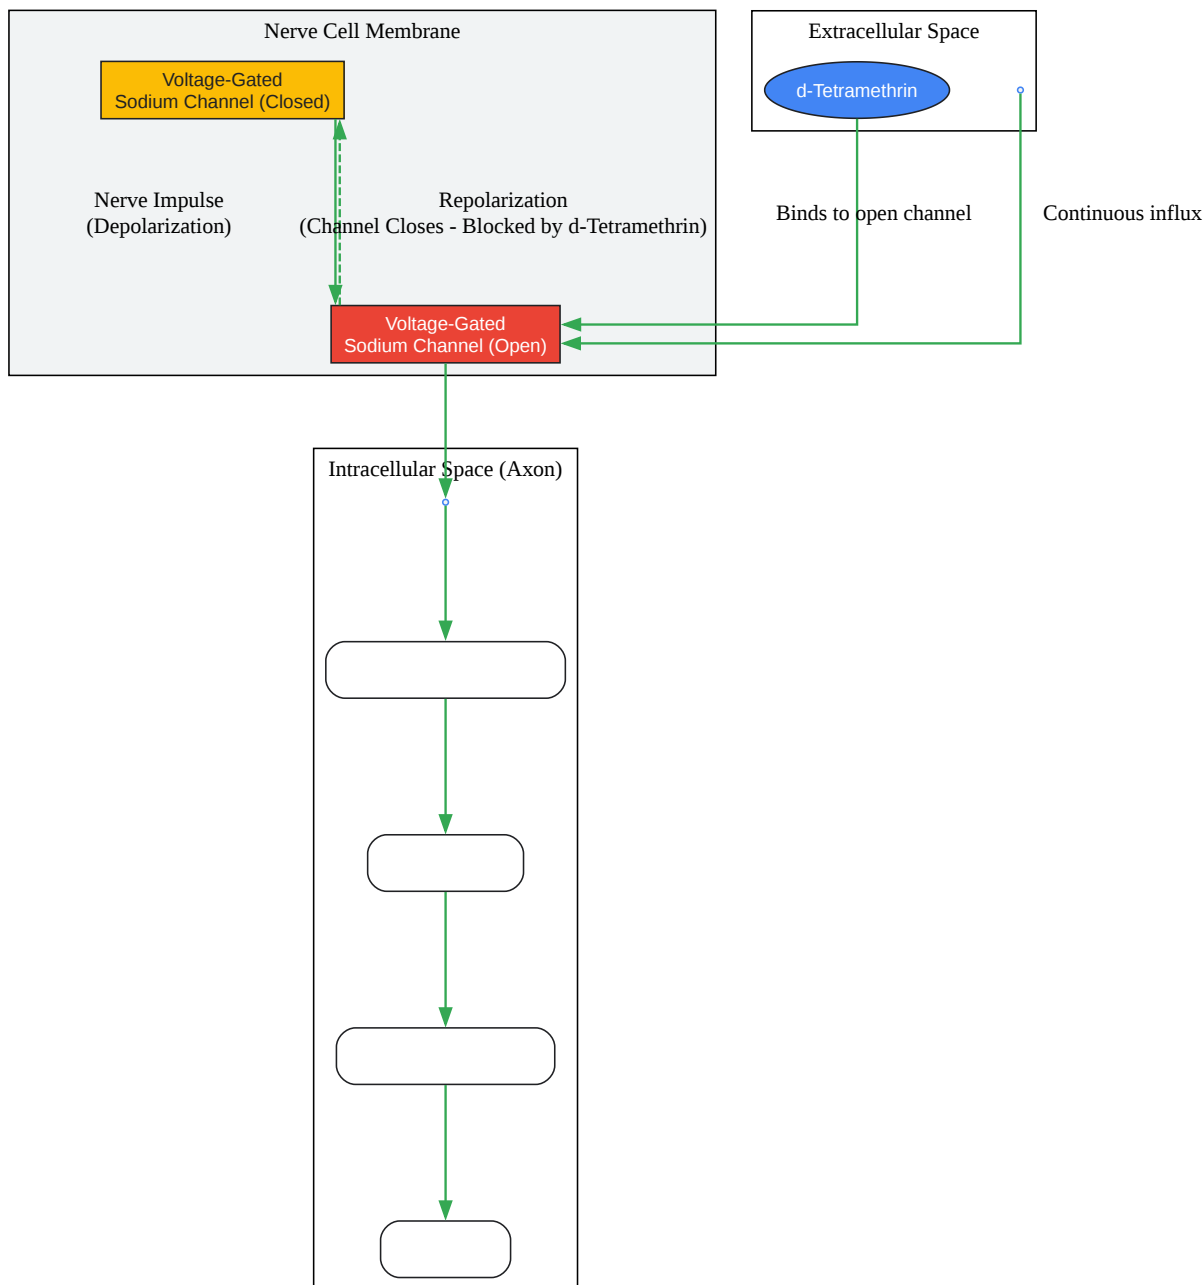 Nerve Cell Membrane
Voltage-Gated
Sodium Channel (Closed)
Nerve Impulse
(Depolarization)
Repolarization
(Channel Closes - Blocked by d-Tetramethrin)
Voltage-Gated
Sodium Channel (Open)
Extracellular Space
d-Tetramethrin
Binds to open channel
Continuous influx
Intracellular Space (Axon)